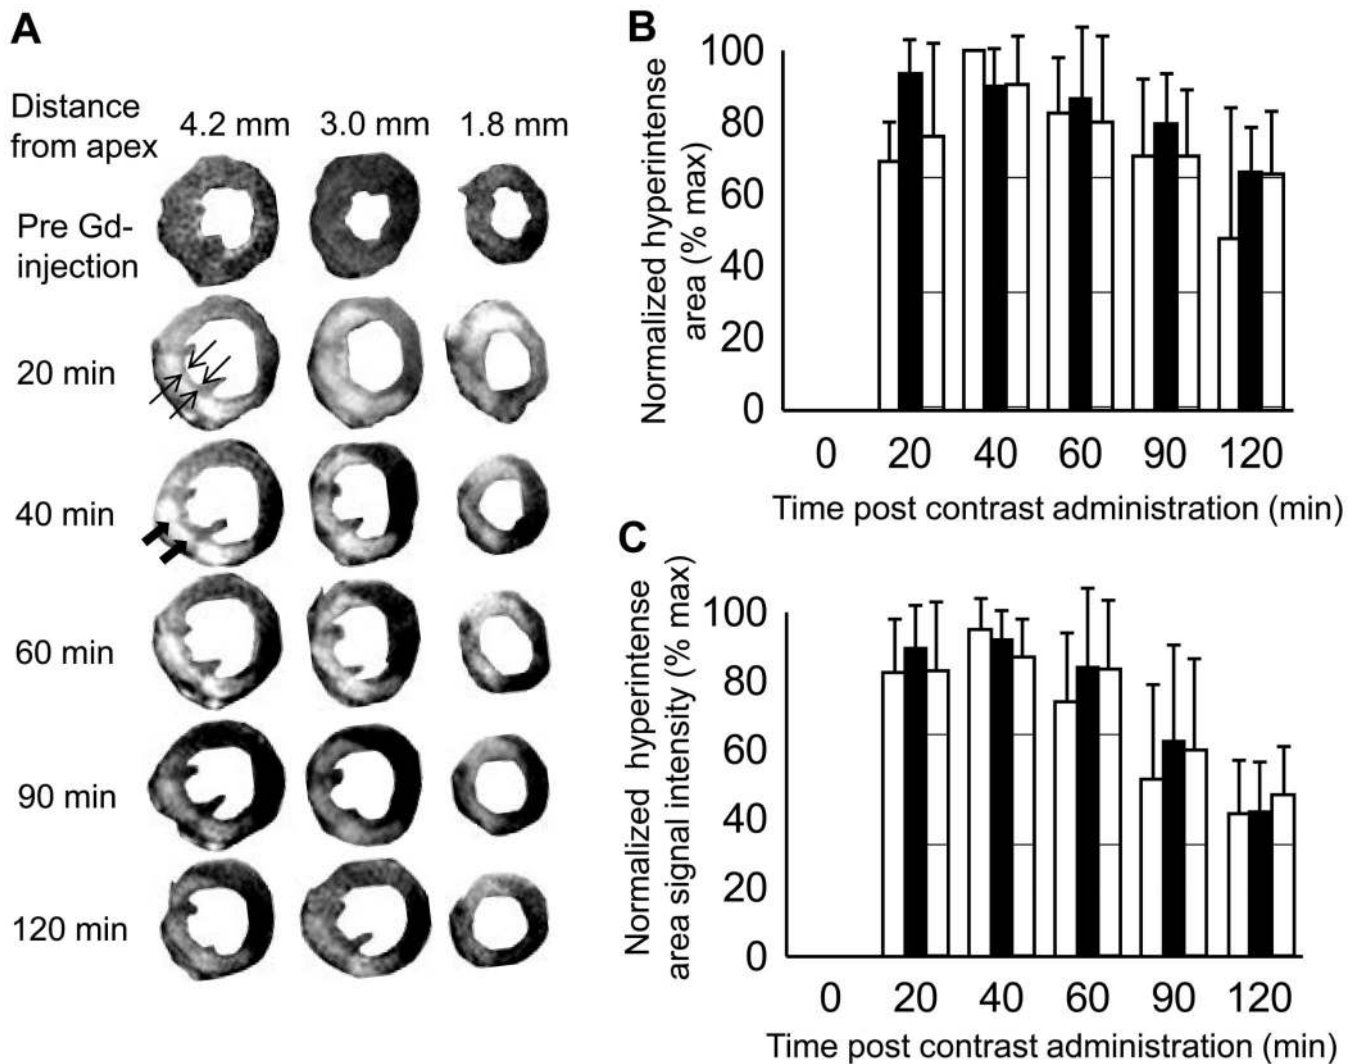 A
Distance
from apex
4.2 mm 3.0 mm 1.8 mm
Pre Gd-
injection
20 min
40 min
60 min
90 min
120 min
B
Normalized hyperintense
area (% max)
100
80
60
40
20
0
0 20 40 60 90 120
Time post contrast administration (min)
C
Normalized hyperintense
area signal intensity (% max)
100
80
60
40
20
0
0 20 40 60 90 120
Time post contrast administration (min)